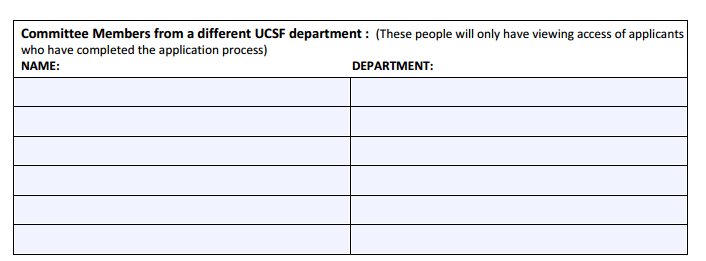 Committee Members from a different UCSF department : (These people will only have viewing access of applicants
who have completed the application process)
NAME: DEPARTMENT: